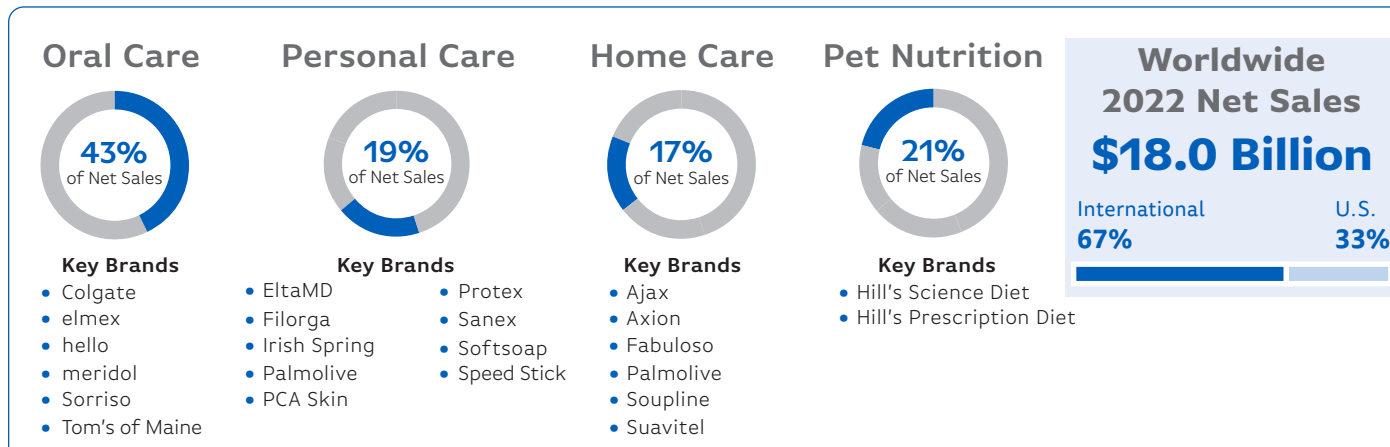 Oral Care
43%
of Net Sales
Key Brands
• Colgate
• elmex
• hello
• meridol
• Sorriso
• Tom's of Maine
Personal Care
19%
of Net Sales
Key Brands
• EltaMD
• Filorga
• Irish Spring
• Palmolive
• PCA Skin
• Protex
• Sanex
• Softsoap
• Speed Stick
Home Care
17%
of Net Sales
Key Brands
• Ajax
• Axion
• Fabuloso
• Palmolive
• Soupline
• Suavitel
Pet Nutrition
21%
of Net Sales
Key Brands
• Hill's Science Diet
• Hill's Prescription Diet
Worldwide
2022 Net Sales
$18.0 Billion
International
67%
U.S.
33%